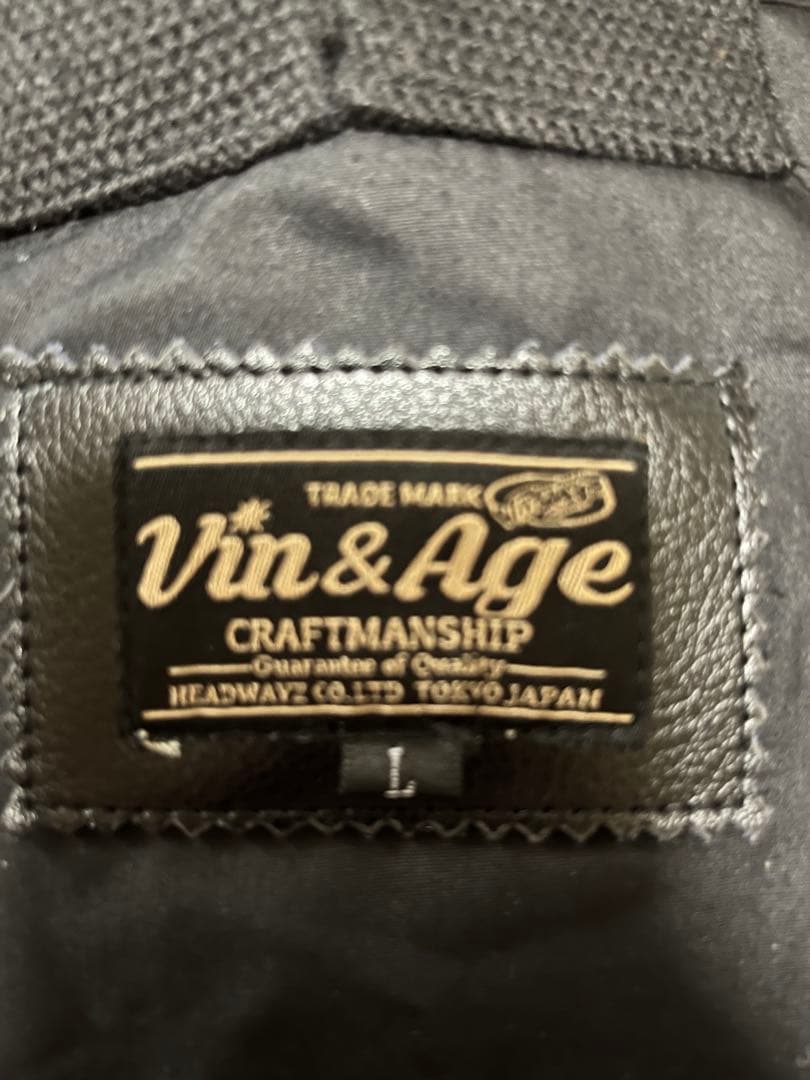 TRADE MARK
Vin&Age
CRAFTMANSHIP
Guarantee of Quality
HEADWAYZ CO.LTD TOKYO JAPAN
L